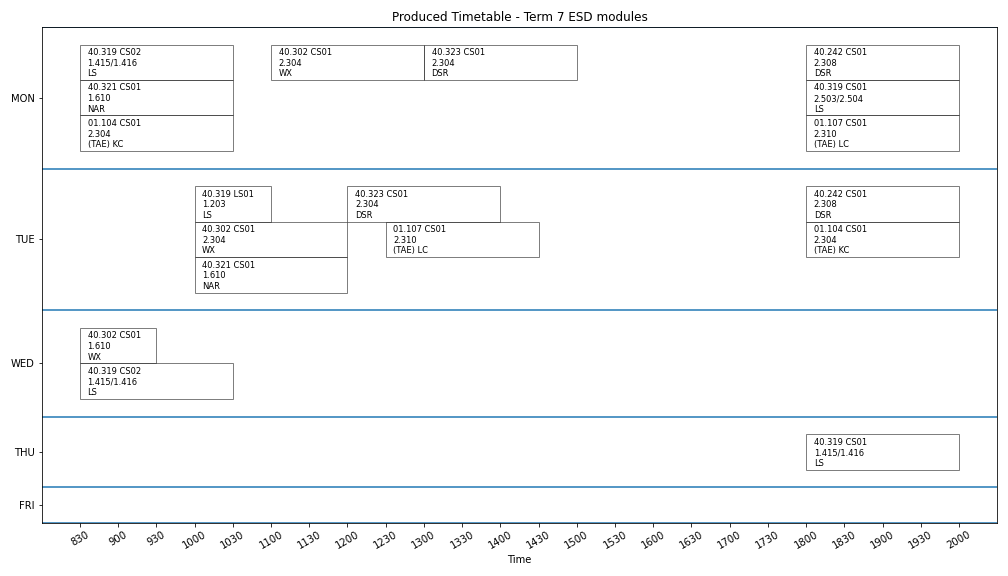 Produced Timetable - Term 7 ESD modules
MON
40.319 CS02
1.415/1.416
LS
40.321 CS01
1.610
NAR
01.104 CS01
2.304
(TAE) KC
40.302 CS01
2.304
WX
40.323 CS01
2.304
DSR
40.242 CS01
2.308
DSR
40.319 CS01
2.503/2.504
LS
01.107 CS01
2.310
(TAE) LC
TUE
40.319 LS01
1.203
LS
40.302 CS01
2.304
WX
40.321 CS01
1.610
NAR
40.323 CS01
2.304
DSR
01.107 CS01
2.310
(TAE) LC
40.242 CS01
2.308
DSR
01.104 CS01
2.304
(TAE) KC
WED
40.302 CS01
1.610
WX
40.319 CS02
1.415/1.416
LS
THU
40.319 CS01
1.415/1.416
LS
FRI
830 900 930 1000 1030 1100 1130 1200 1230 1300 1330 1400 1430 1500 1530 1600 1630 1700 1730 1800 1830 1900 1930 2000
Time